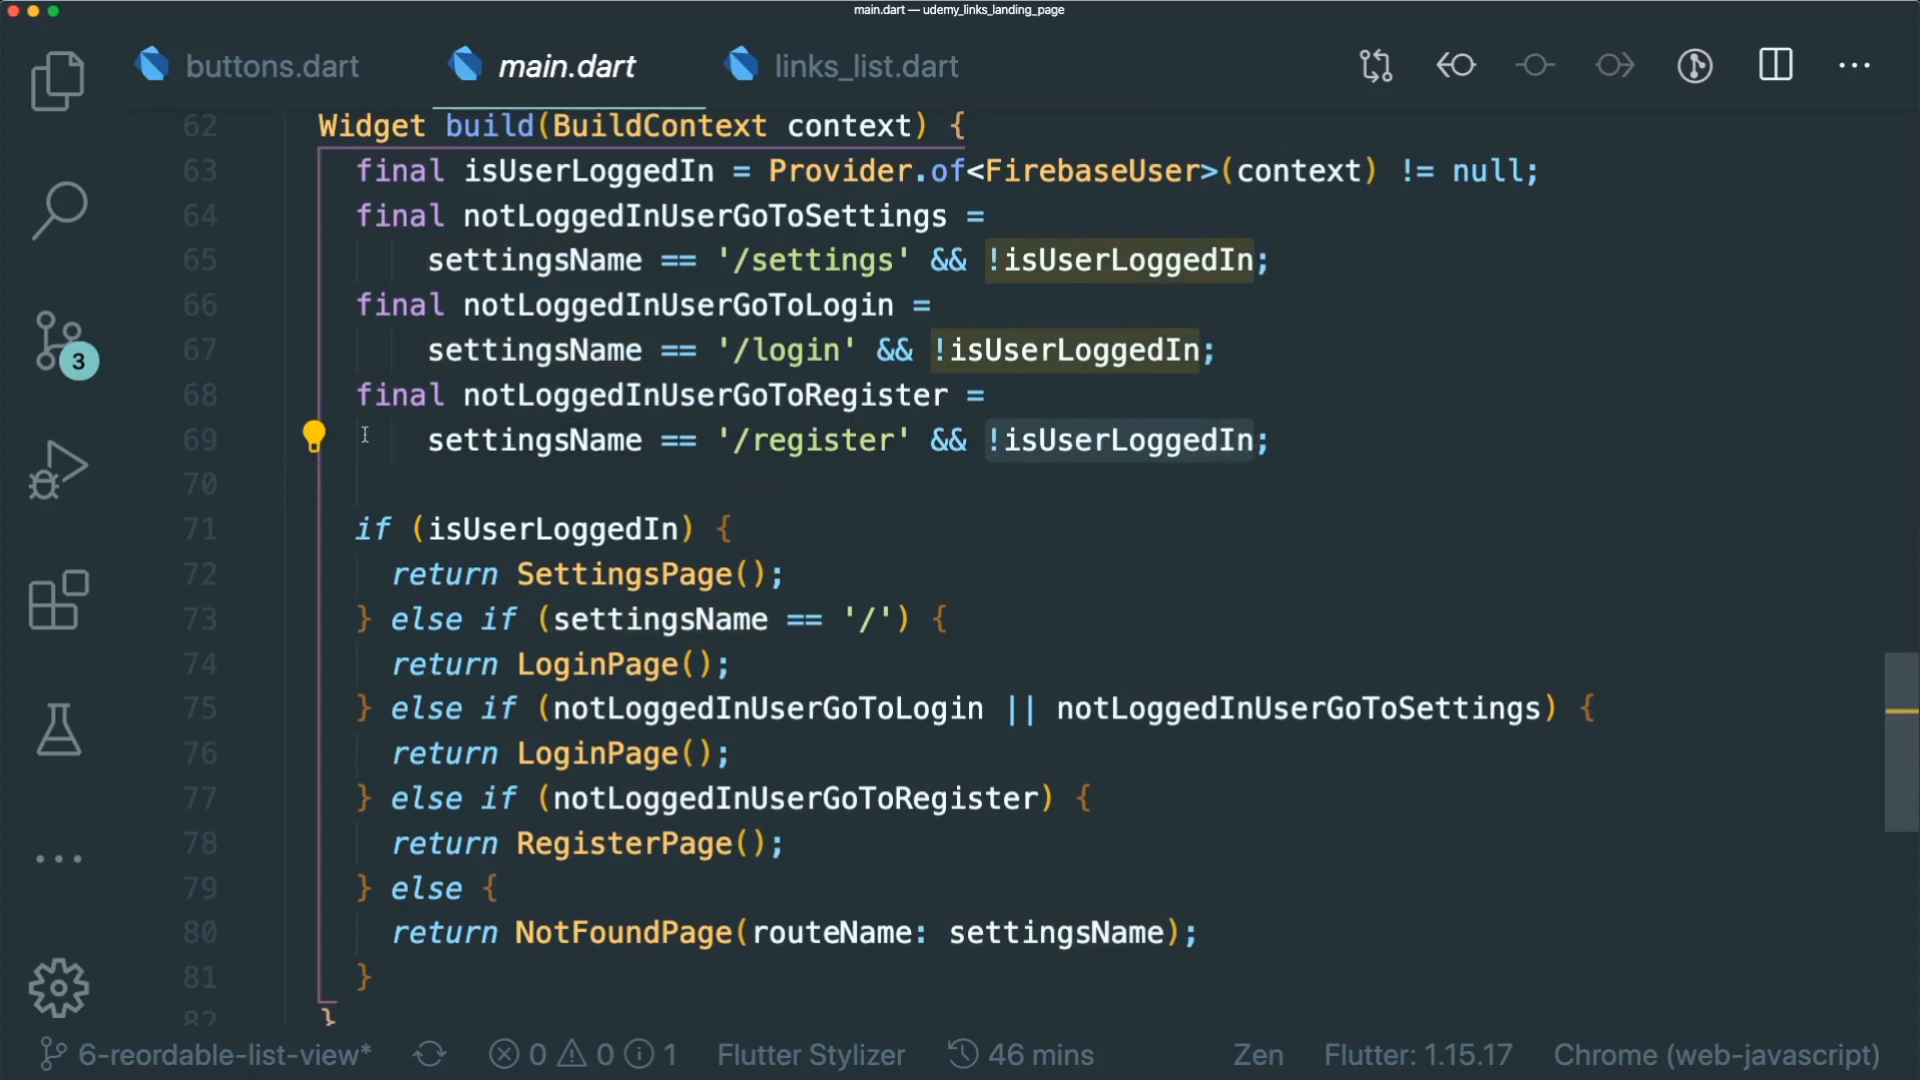 main.dart — udemy_links_landing_page
buttons.dart main.dart links_list.dart
62 Widget build(BuildContext context) {
63 final isUserLoggedIn = Provider.of<FirebaseUser>(context) != null;
64 final notLoggedInUserGoToSettings =
65 settingsName == '/settings' && !isUserLoggedIn;
66 final notLoggedInUserGoToLogin =
67 settingsName == '/login' && !isUserLoggedIn;
68 final notLoggedInUserGoToRegister =
69 settingsName == '/register' && !isUserLoggedIn;
70
71 if (isUserLoggedIn) {
72 return SettingsPage();
73 } else if (settingsName == '/') {
74 return LoginPage();
75 } else if (notLoggedInUserGoToLogin || notLoggedInUserGoToSettings) {
76 return LoginPage();
77 } else if (notLoggedInUserGoToRegister) {
78 return RegisterPage();
79 } else {
80 return NotFoundPage(routeName: settingsName);
81 }
82 }
3
6-reordable-list-view* 0 0 1 Flutter Stylizer 46 mins Zen Flutter: 1.15.17 Chrome (web-javascript)